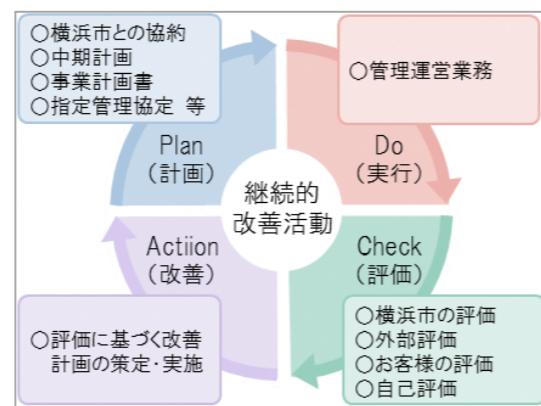 ○横浜市との協約
○中期計画
○事業計画書
○指定管理協定 等
Plan
(計画)
○管理運営業務
Do
(実行)
継続的
改善活動
Actiion
(改善)
○評価に基づく改善
計画の策定・実施
Check
(評価)
○横浜市の評価
○外部評価
○お客様の評価
○自己評価